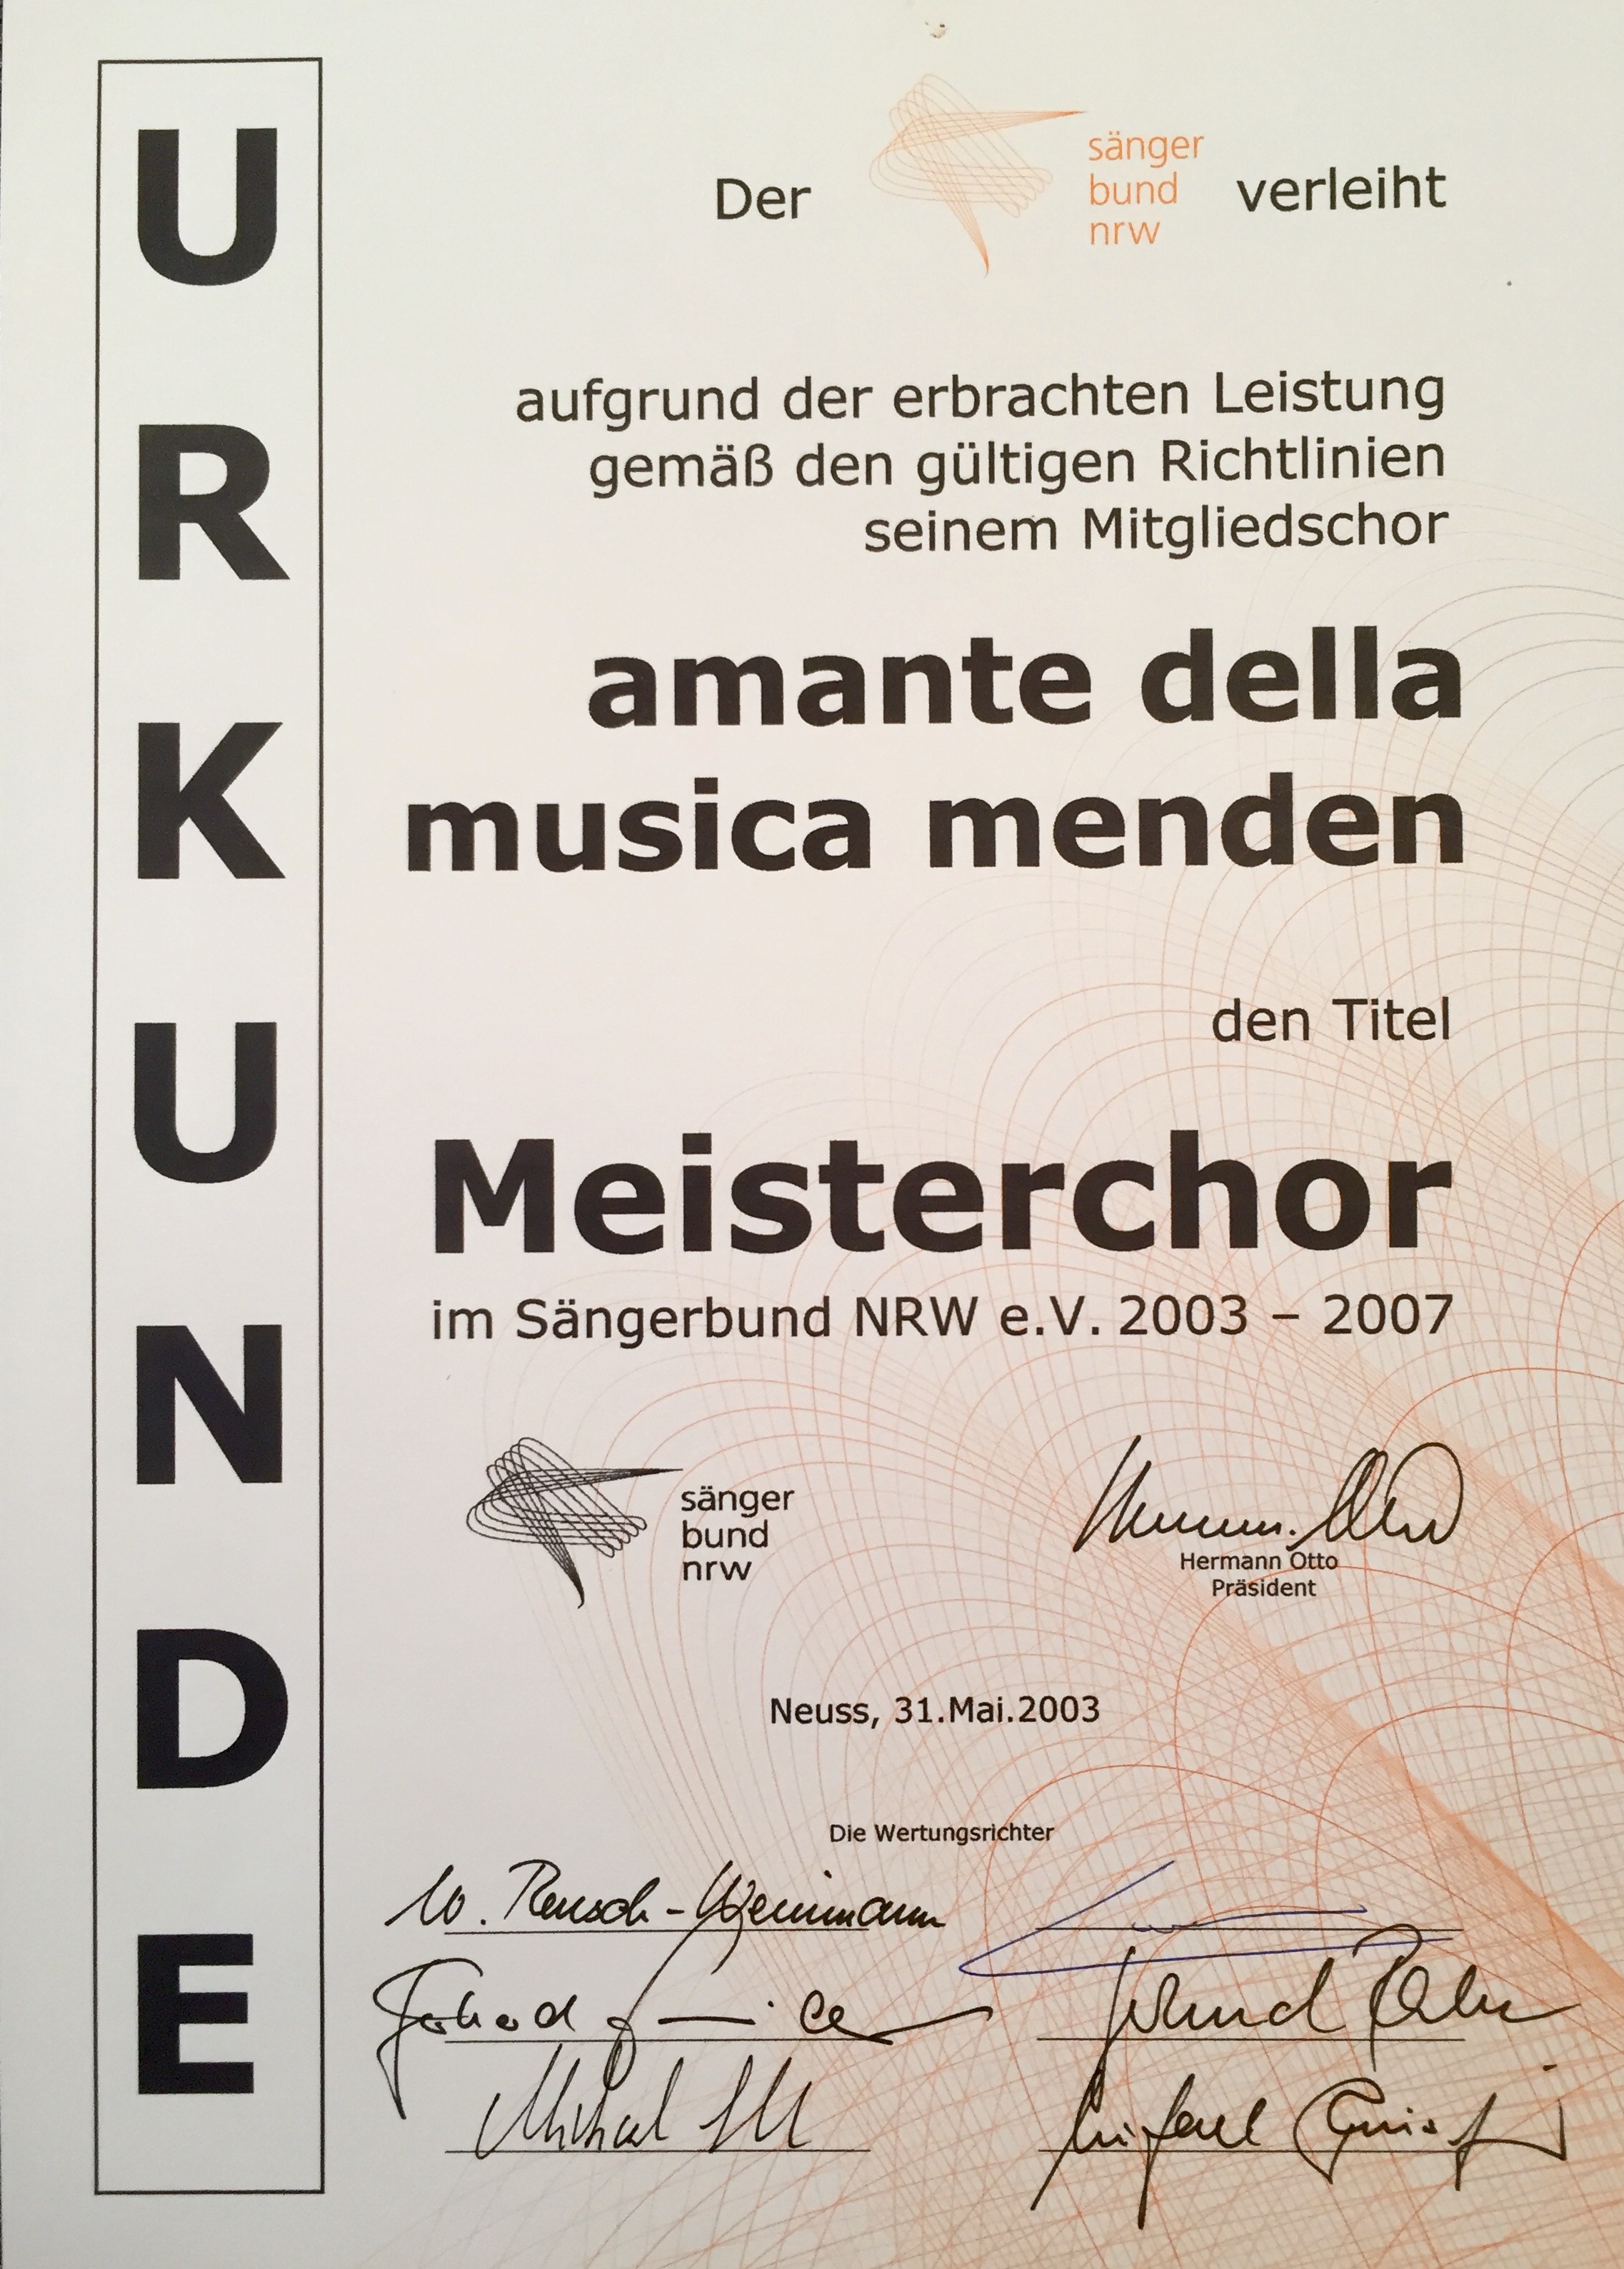 URKUNDE
Der sänger bund nrw verleiht
aufgrund der erbrachten Leistung
gemäß den gültigen Richtlinien
seinem Mitgliedschor
amante della
musica menden
den Titel
Meisterchor
im Sängerbund NRW e.V. 2003 – 2007
sänger
bund
nrw
Hermann Otto
Präsident
Neuss, 31.Mai.2003
Die Wertungsrichter
Michael